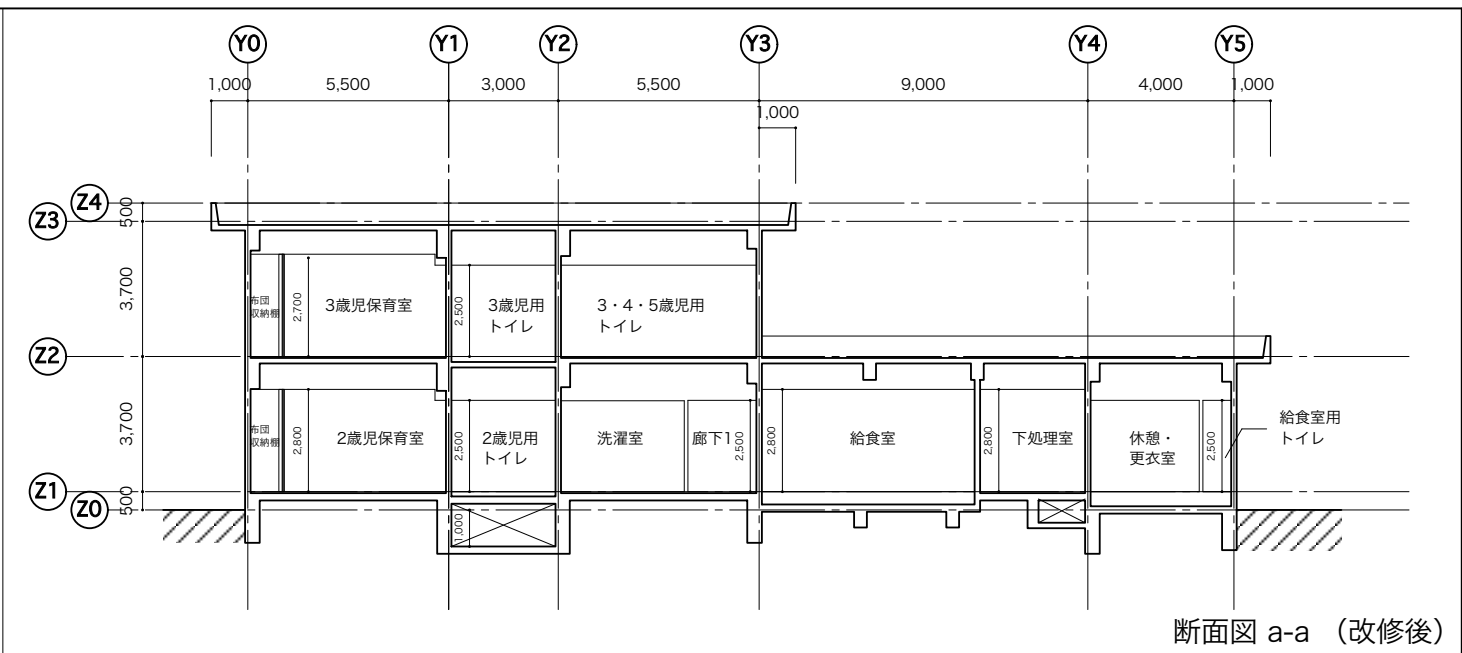 Y0 Y1 Y2 Y3 Y4 Y5
1,000 5,500 3,000 5,500 9,000 4,000 1,000
1,000
Z4
Z3
500
3,700
布団
収納棚
2,700
3歳児保育室
2,500
3歳児用
トイレ
3・4・5歳児用
トイレ
Z2
3,700
布団
収納棚
2,800
2歳児保育室
2,500
2歳児用
トイレ
洗濯室
廊下1
2,500
2,800
給食室
2,800
下処理室
休憩・
更衣室
2,500
給食室用
トイレ
Z1
Z0
500
1,000
断面図 a-a (改修後)